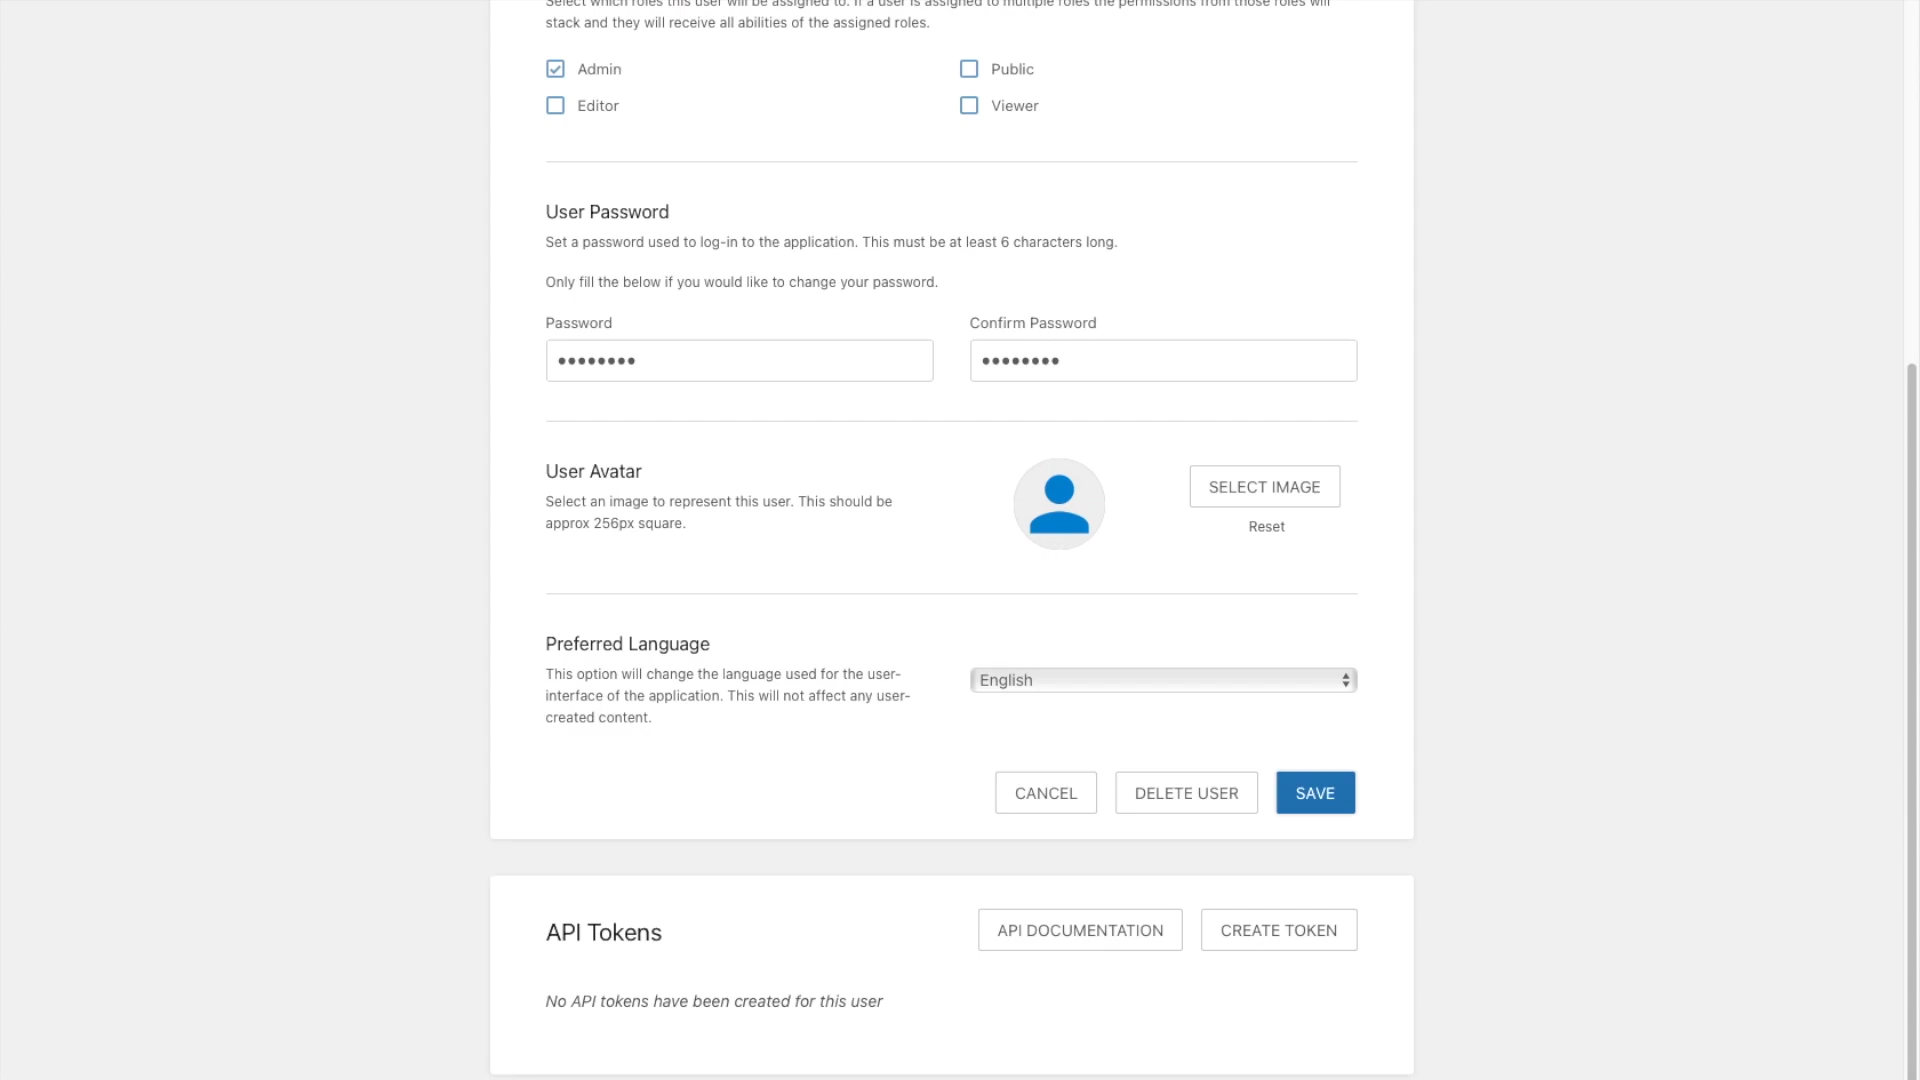 Select which roles this user will be assigned to. If a user is assigned to multiple roles the permissions from those roles will
stack and they will receive all abilities of the assigned roles.
Admin
Public
Editor
Viewer
User Password
Set a password used to log-in to the application. This must be at least 6 characters long.
Only fill the below if you would like to change your password.
Password
Confirm Password
••••••••
••••••••
User Avatar
Select an image to represent this user. This should be
approx 256px square.
SELECT IMAGE
Reset
Preferred Language
This option will change the language used for the user-
interface of the application. This will not affect any user-
created content.
English
CANCEL
DELETE USER
SAVE
API Tokens
API DOCUMENTATION
CREATE TOKEN
No API tokens have been created for this user